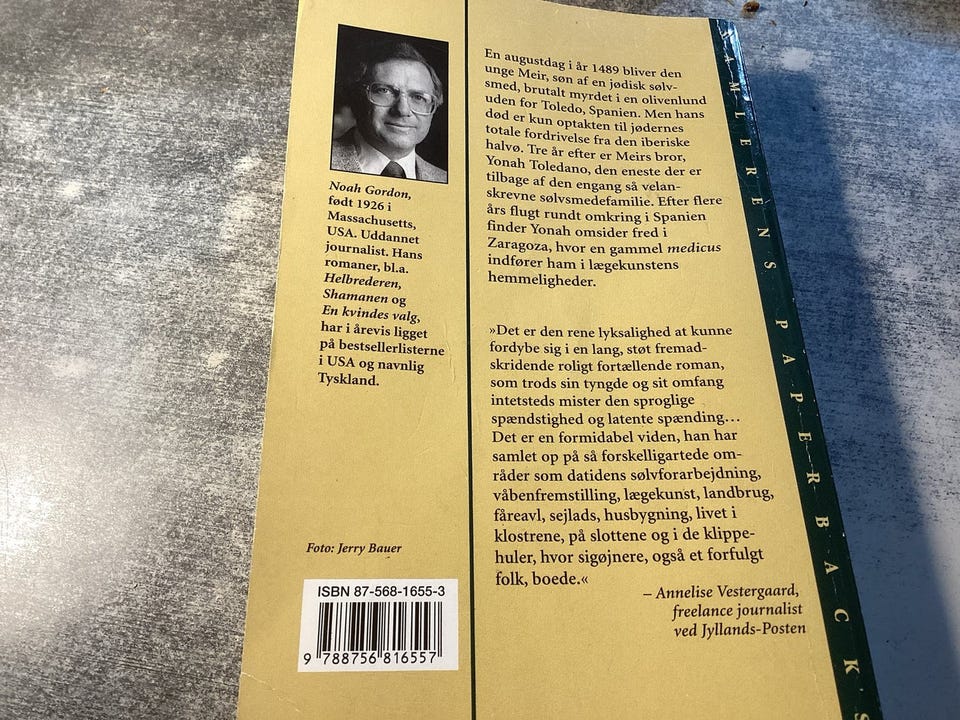 Noah Gordon,
født 1926 i
Massachusetts,
USA. Uddannet
journalist. Hans
romaner, bl.a.
Helbrederen,
Shamanen og
En kvindes valg,
har i årevis ligget
på bestsellerlisterne
i USA og navnlig
Tyskland.
Foto: Jerry Bauer
ISBN 87-568-1655-3
9 788756 816557
En augustdag i år 1489 bliver den
unge Meir, søn af en jødisk sølv-
smed, brutalt myrdet i en olivenlund
uden for Toledo, Spanien. Men hans
død er kun optakten til jødernes
totale fordrivelse fra den iberiske
halvø. Tre år efter er Meirs bror,
Yonah Toledano, den eneste der er
tilbage af den engang så velan-
skrevne sølvsmedefamilie. Efter flere
års flugt rundt omkring i Spanien
finder Yonah omsider fred i
Zaragoza, hvor en gammel medicus
indfører ham i lægekunstens
hemmeligheder.
»Det er den rene lyksalighed at kunne
fordybe sig i en lang, støt fremad-
skridende roligt fortællende roman,
som trods sin tyngde og sit omfang
intetsteds mister den sproglige
spændstighed og latente spænding...
Det er en formidabel viden, han har
samlet op på så forskelligartede om-
råder som datidens sølvforarbejdning,
våbenfremstilling, lægekunst, landbrug,
fåreavl, sejlads, husbygning, livet i
klostrene, på slottene og i de klippe-
huler, hvor sigøjnere, også et forfulgt
folk, boede.«
– Annelise Vestergaard,
freelance journalist
ved Jyllands-Posten
SAMLERENS PAPERBACKS